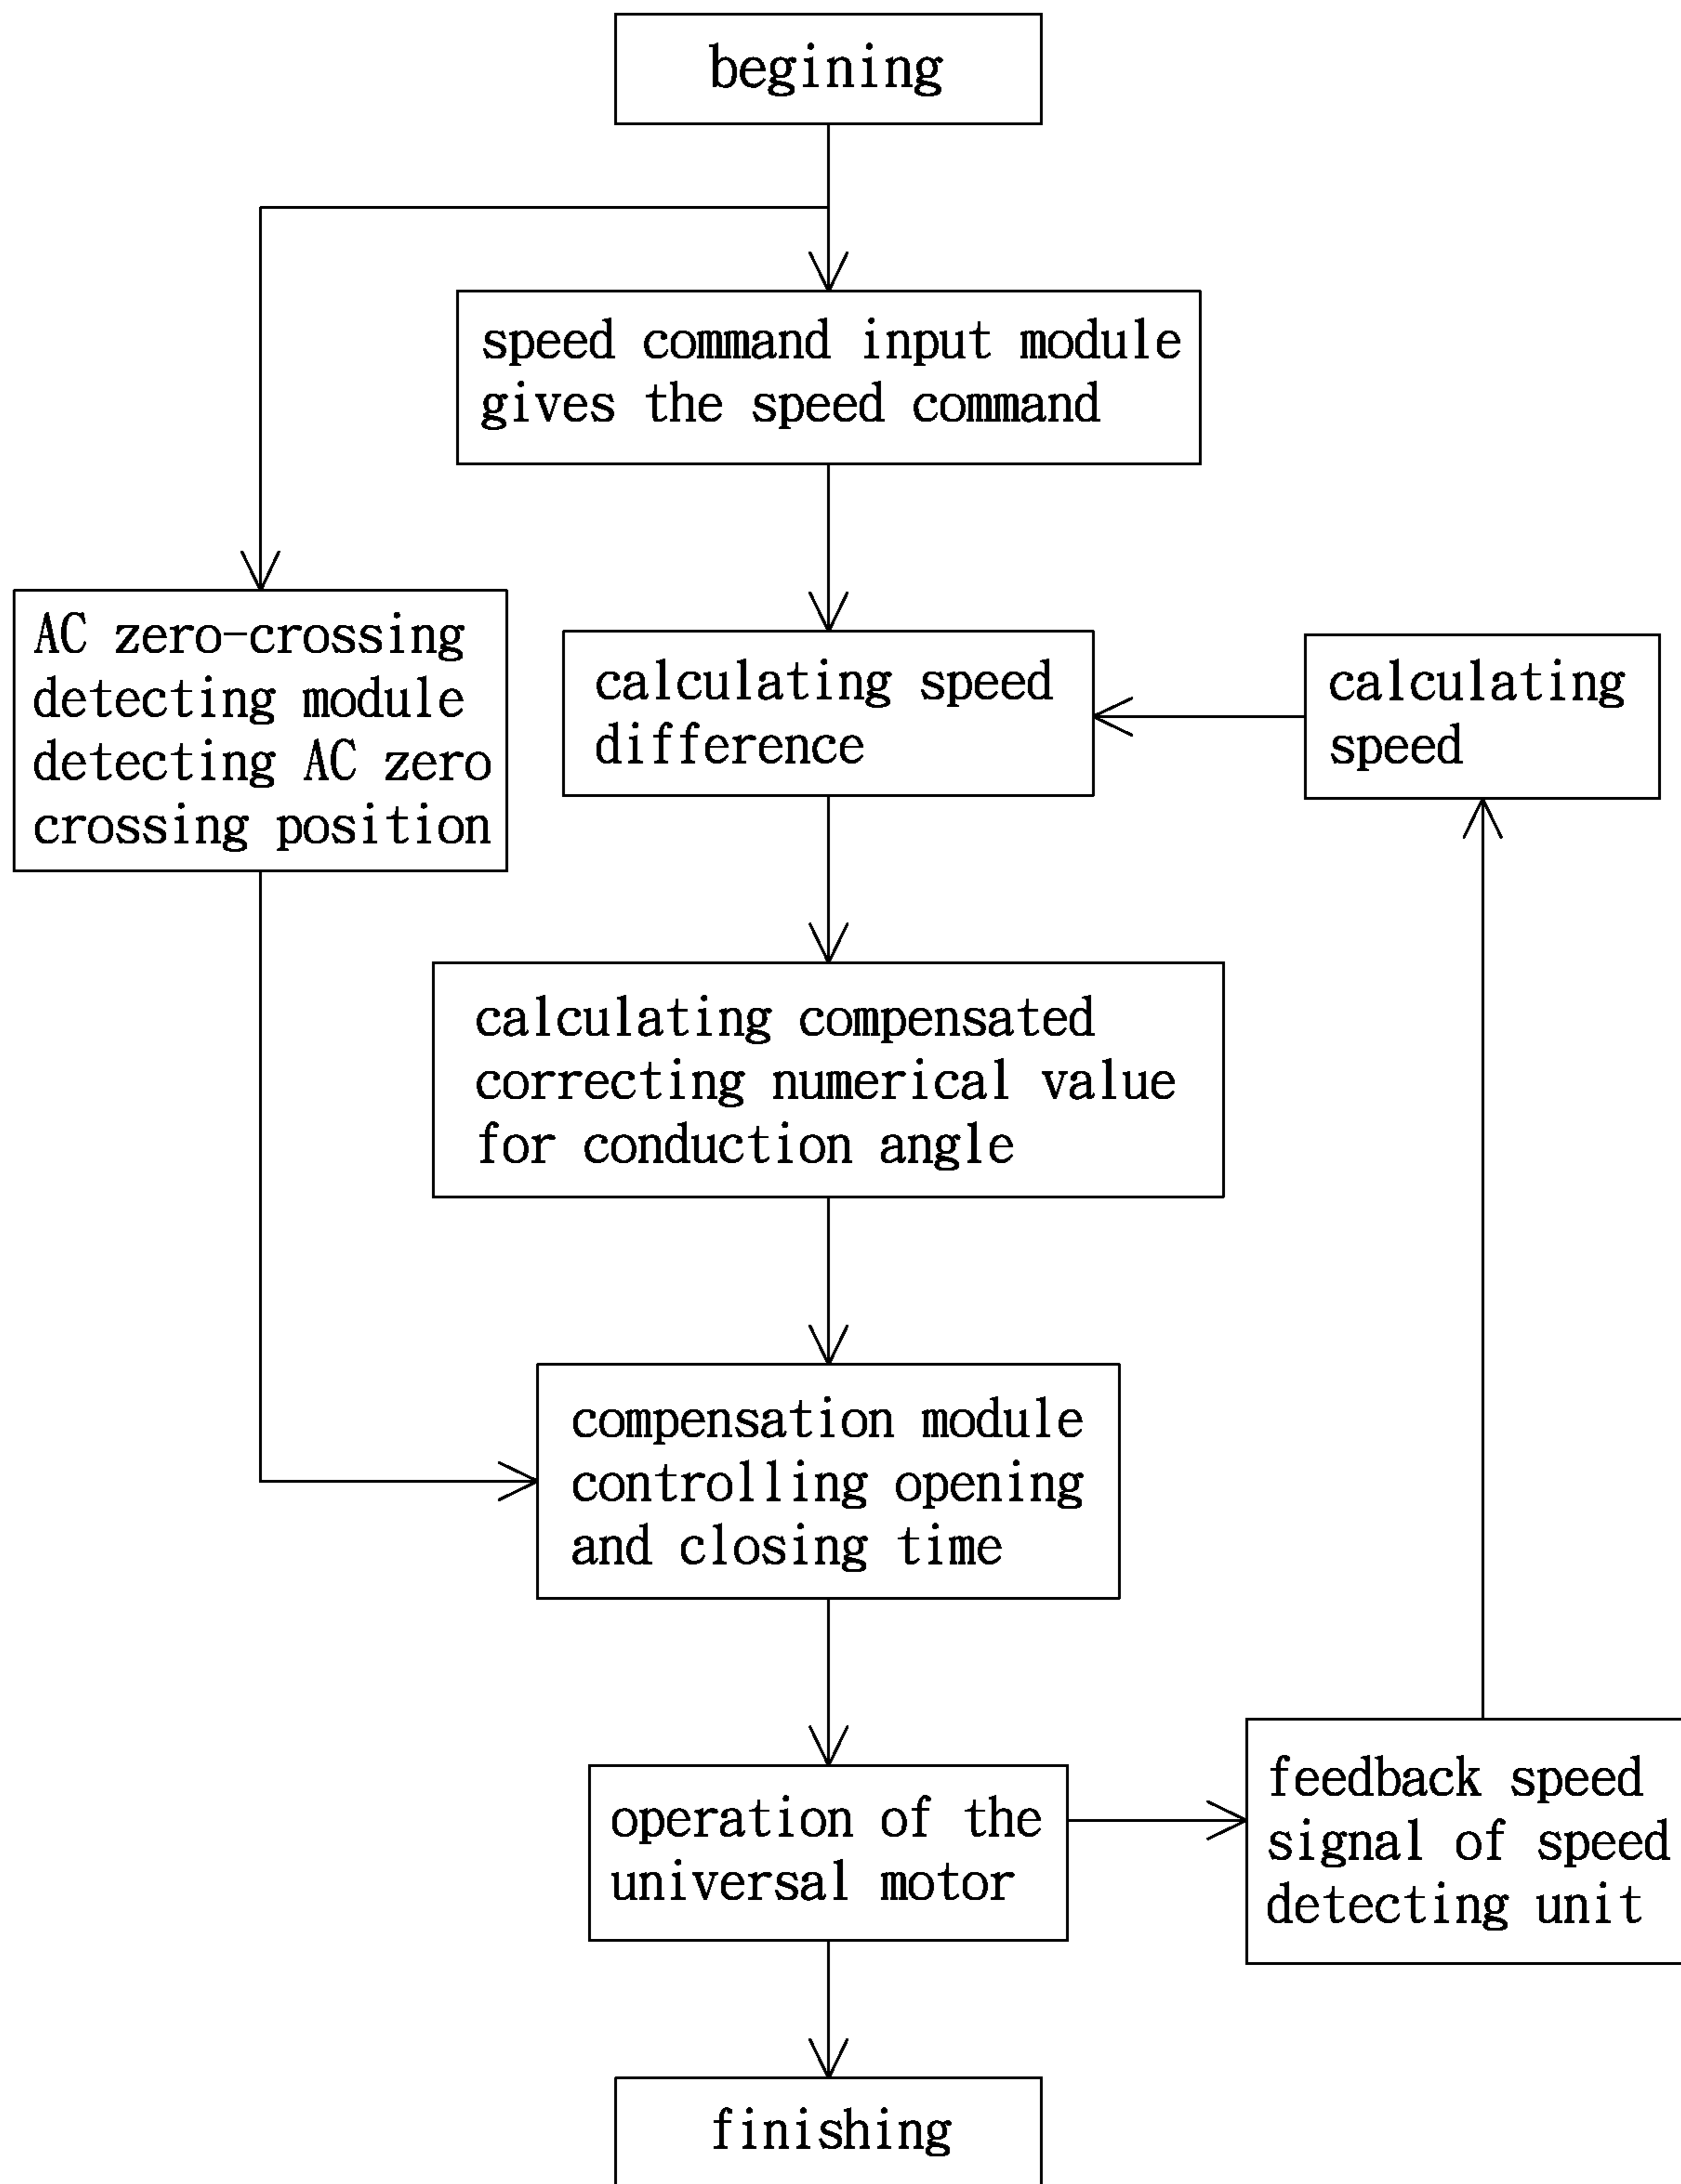 begining
speed command input module
gives the speed command
AC zero-crossing
detecting module
detecting AC zero
crossing position
calculating speed
difference
calculating
speed
calculating compensated
correcting numerical value
for conduction angle
compensation module
controlling opening
and closing time
operation of the
universal motor
feedback speed
signal of speed
detecting unit
finishing